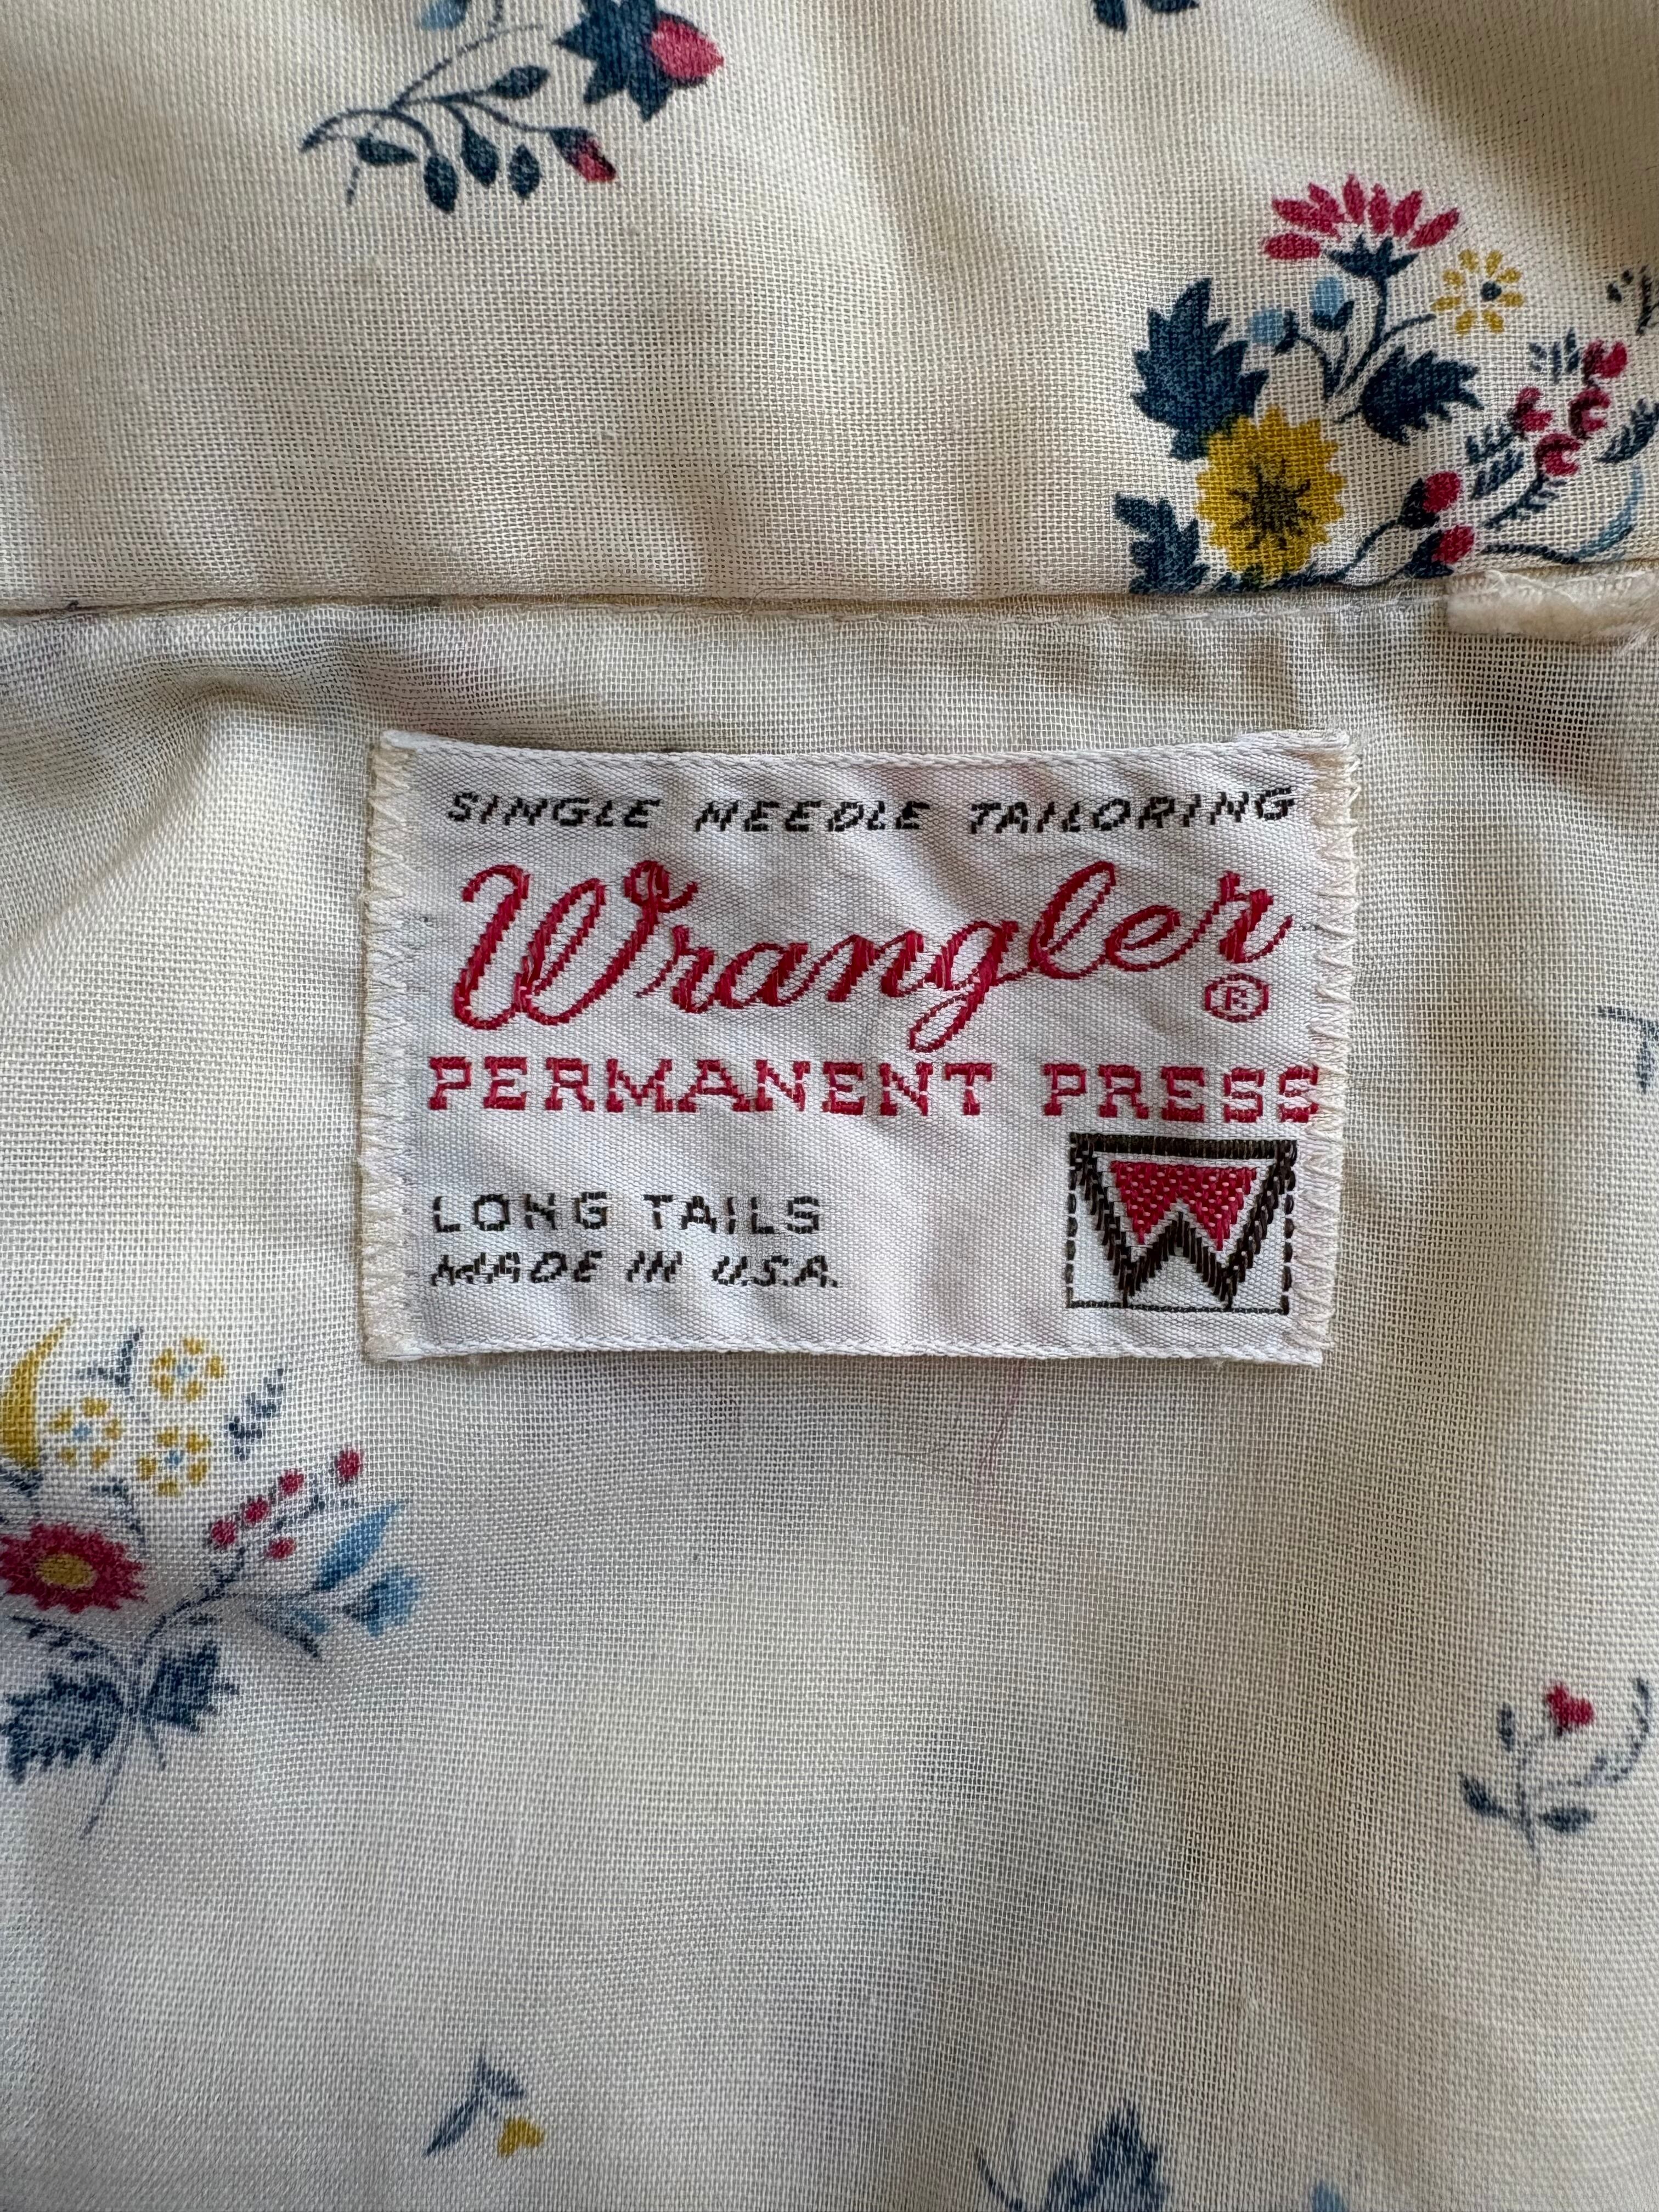 SINGLE NEEDLE TAILORING
Wrangler ®
PERMANENT PRESS
LONG TAILS
MADE IN U.S.A.
W